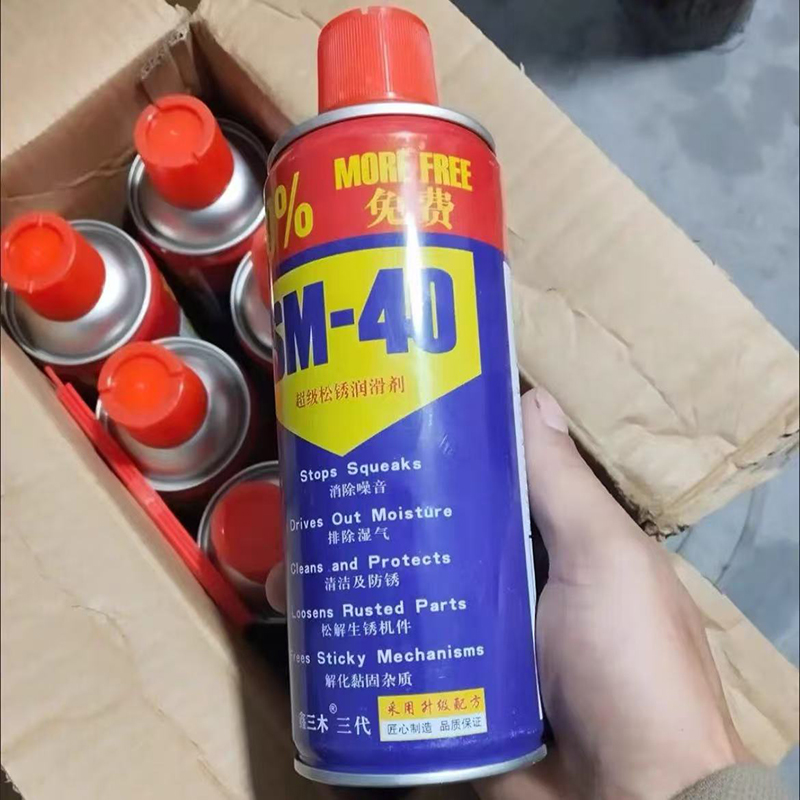 %
MORE FREE
免费
SM-40
超级松锈润滑剂
Stops Squeaks
消除噪音
Drives Out Moisture
排除湿气
Cleans and Protects
清洁及防锈
Loosens Rusted Parts
松解生锈机件
Frees Sticky Mechanisms
解化黏固杂质
鑫三木® 三代
采用升级配方
匠心制造 品质保证